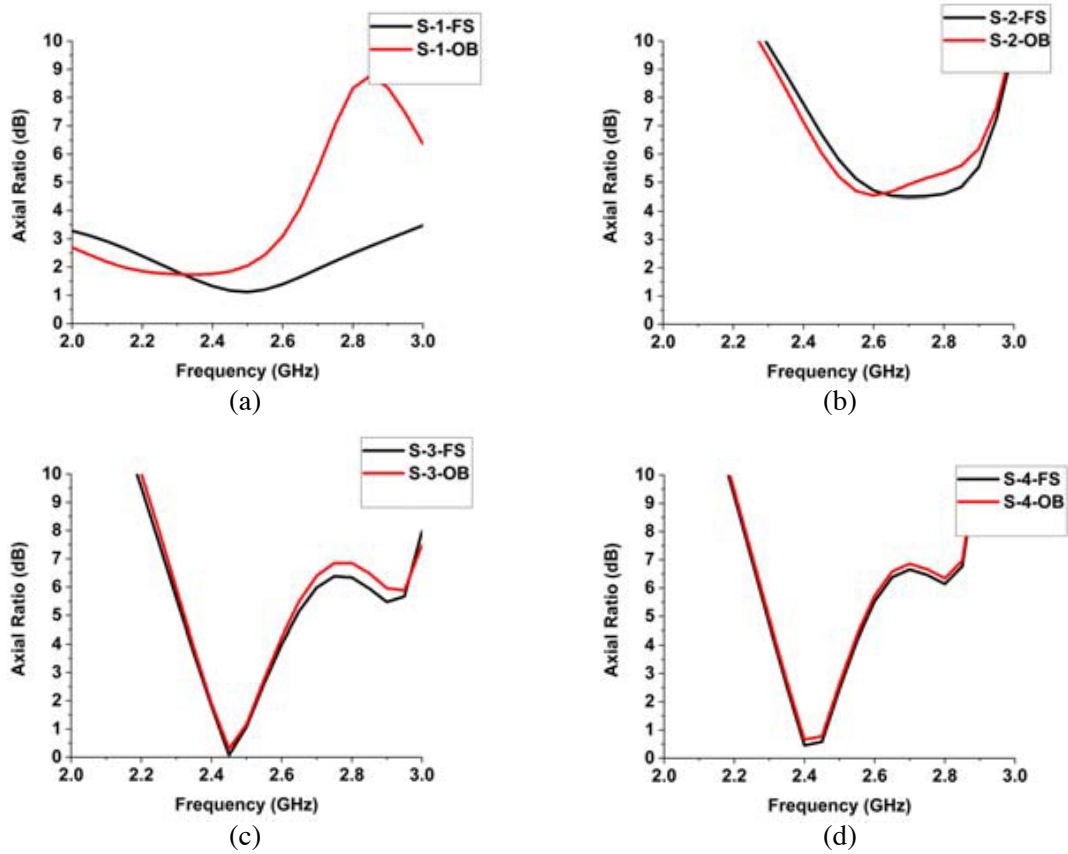 S-1-FS
S-1-OB
10
9
8
7
6
5
4
3
2
1
0
Axial Ratio (dB)
2.0 2.2 2.4 2.6 2.8 3.0
Frequency (GHz)
(a)
S-2-FS
S-2-OB
10
9
8
7
6
5
4
3
2
1
0
Axial Ratio (dB)
2.0 2.2 2.4 2.6 2.8 3.0
Frequency (GHz)
(b)
S-3-FS
S-3-OB
10
9
8
7
6
5
4
3
2
1
0
Axial Ratio (dB)
2.0 2.2 2.4 2.6 2.8 3.0
Frequency (GHz)
(c)
S-4-FS
S-4-OB
10
9
8
7
6
5
4
3
2
1
0
Axial Ratio (dB)
2.0 2.2 2.4 2.6 2.8 3.0
Frequency (GHz)
(d)